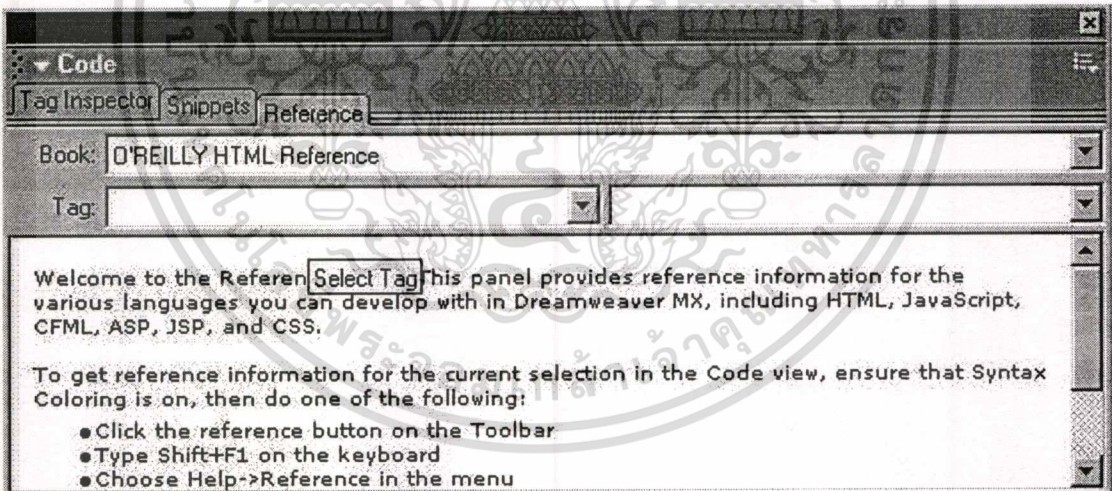 Code
Tag Inspector Snippets Reference
Book: O'REILLY HTML Reference
Tag:
Welcome to the Referen Select Tag This panel provides reference information for the
various languages you can develop with in Dreamweaver MX, including HTML, JavaScript,
CFML, ASP, JSP, and CSS.
To get reference information for the current selection in the Code view, ensure that Syntax
Coloring is on, then do one of the following:
●Click the reference button on the Toolbar
●Type Shift+F1 on the keyboard
●Choose Help->Reference in the menu